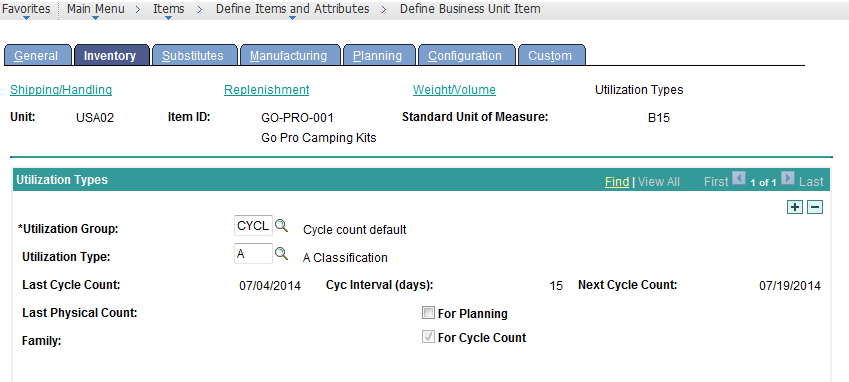 Favorites Main Menu > Items > Define Items and Attributes > Define Business Unit Item
General Inventory Substitutes Manufacturing Planning Configuration Custom
Shipping/Handling Replenishment Weight/Volume Utilization Types
Unit: USA02 Item ID: GO-PRO-001 Standard Unit of Measure: B15
Go Pro Camping Kits
Utilization Types Find | View All First 1 of 1 Last
*Utilization Group: CYCL Cycle count default
Utilization Type: A A Classification
Last Cycle Count: 07/04/2014 Cyc Interval (days): 15 Next Cycle Count: 07/19/2014
Last Physical Count: For Planning
Family: For Cycle Count